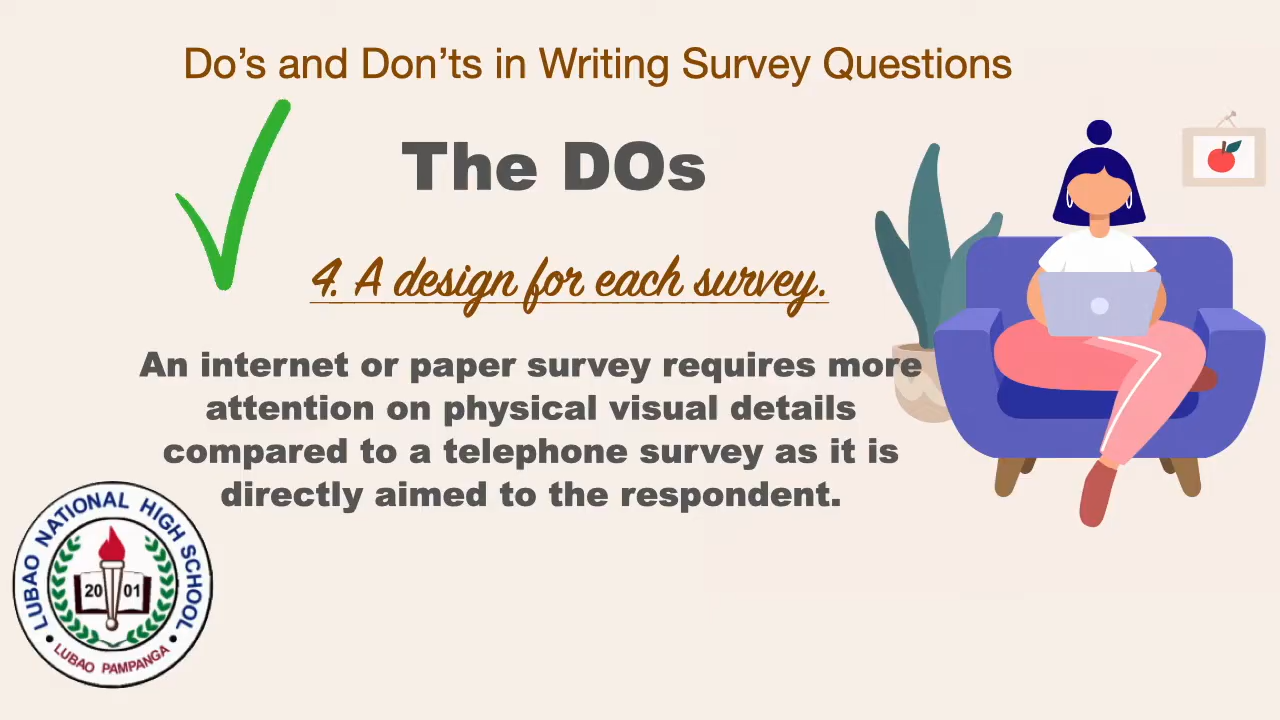 Do's and Don'ts in Writing Survey Questions
The DOs
4. A design for each survey.
An internet or paper survey requires more
attention on physical visual details
compared to a telephone survey as it is
directly aimed to the respondent.
LUBAO NATIONAL HIGH SCHOOL
20 01
LUBAO PAMPANGA